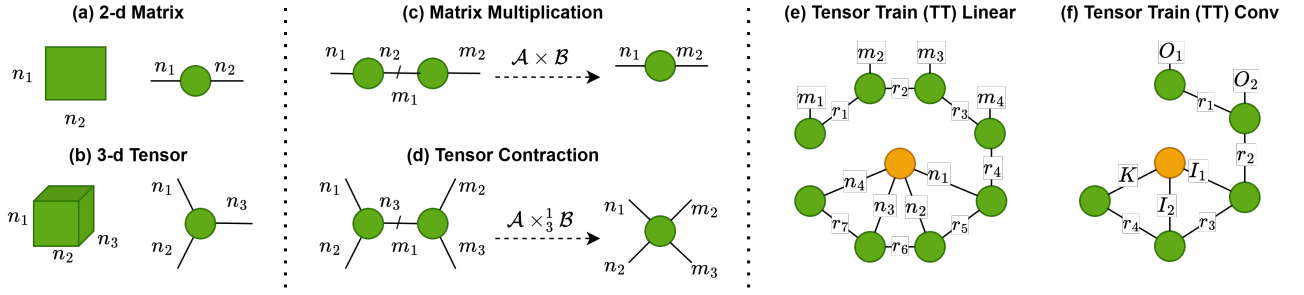 (a) 2-d Matrix
n₁
n₂
n₁ n₂
(b) 3-d Tensor
n₁
n₂
n₃
n₁
n₂
n₃
(c) Matrix Multiplication
n₁ n₂ m₂
m₁
𝒜 × ℬ
n₁ m₂
(d) Tensor Contraction
n₁ m₂
n₃
n₂ m₁ m₃
𝒜 ×₃¹ ℬ
n₁ m₂
n₂ m₃
(e) Tensor Train (TT) Linear
m₂ m₃
m₁ r₁ r₂ r₃ m₄
r₄
n₄ n₃ n₂ n₁
r₇ r₆ r₅
(f) Tensor Train (TT) Conv
O₁
r₁ O₂
r₂
K I₂ I₁
r₄ r₃